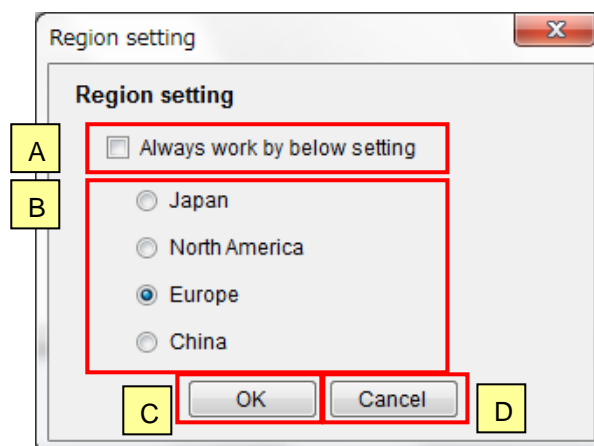 Region setting
Region setting
A
Always work by below setting
B
Japan
North America
Europe
China
C
OK
Cancel
D